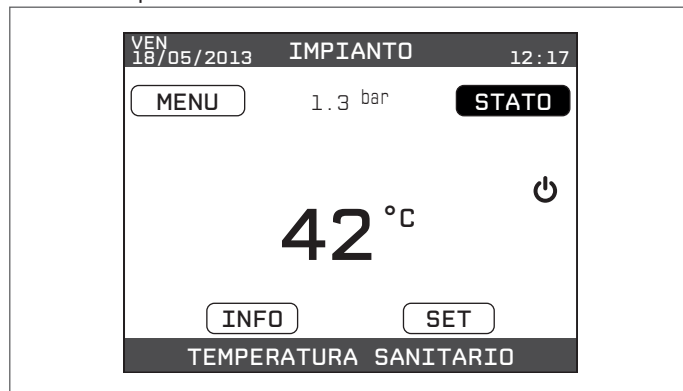 VEN
18/05/2013 IMPIANTO 12:17
MENU 1.3 bar STATO
42 °C
INFO SET
TEMPERATURA SANITARIO